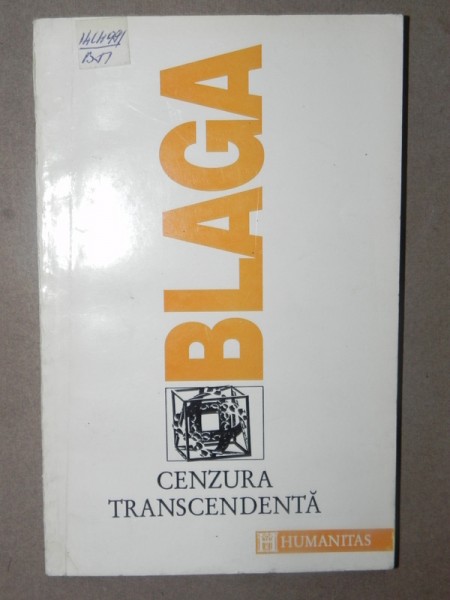 BLAGA
CENZURA
TRANSCENDENTĂ
HUMANITAS